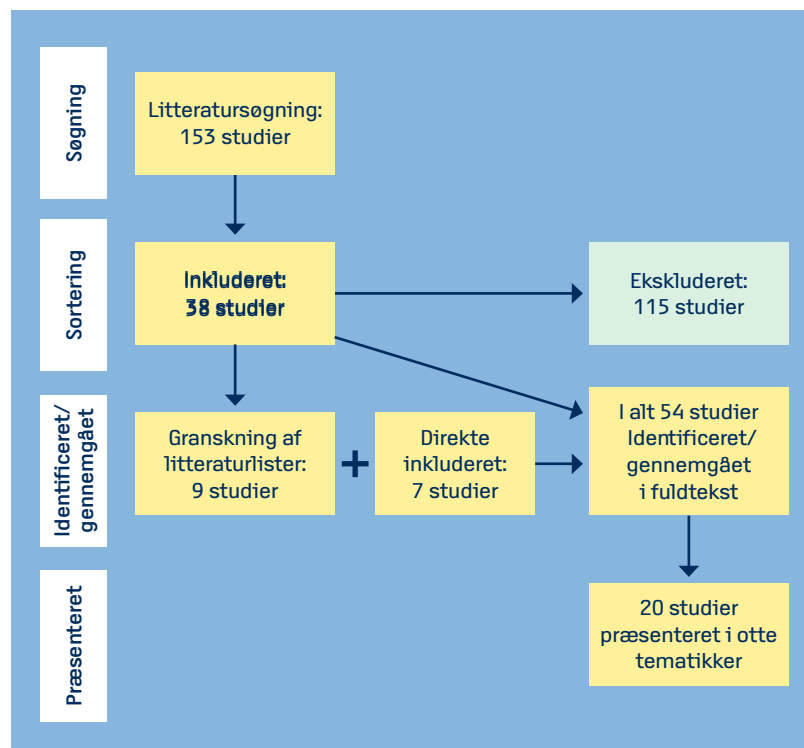 Søgning
Litteratursøgning:
153 studier
Sortering
Inkluderet:
38 studier
Ekskluderet:
115 studier
Identificeret/
gennemgået
Granskning af
litteraturlister:
9 studier
+
Direkte
inkluderet:
7 studier
I alt 54 studier
Identificeret/
gennemgået
i fuldtekst
Præsenteret
20 studier
præsenteret i otte
tematikker